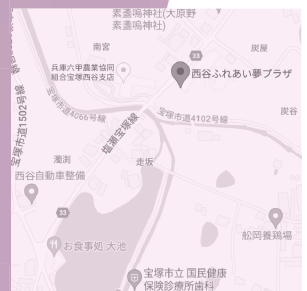 素盞嗚神社(大原野
素盞嗚神社)
南宮
33
炭屋
兵庫六甲農業協同
組合宝塚西谷支店
西谷ふれあい夢プラザ
宝塚市道1502号線
宝塚市道4066号線
塩瀬宝塚線
宝塚市道4102号線
炭谷
濁渕
走坂
西谷自動車整備
33
舩岡養鶏場
お食事処 大池
宝塚市立 国民健康
保険診療所歯科